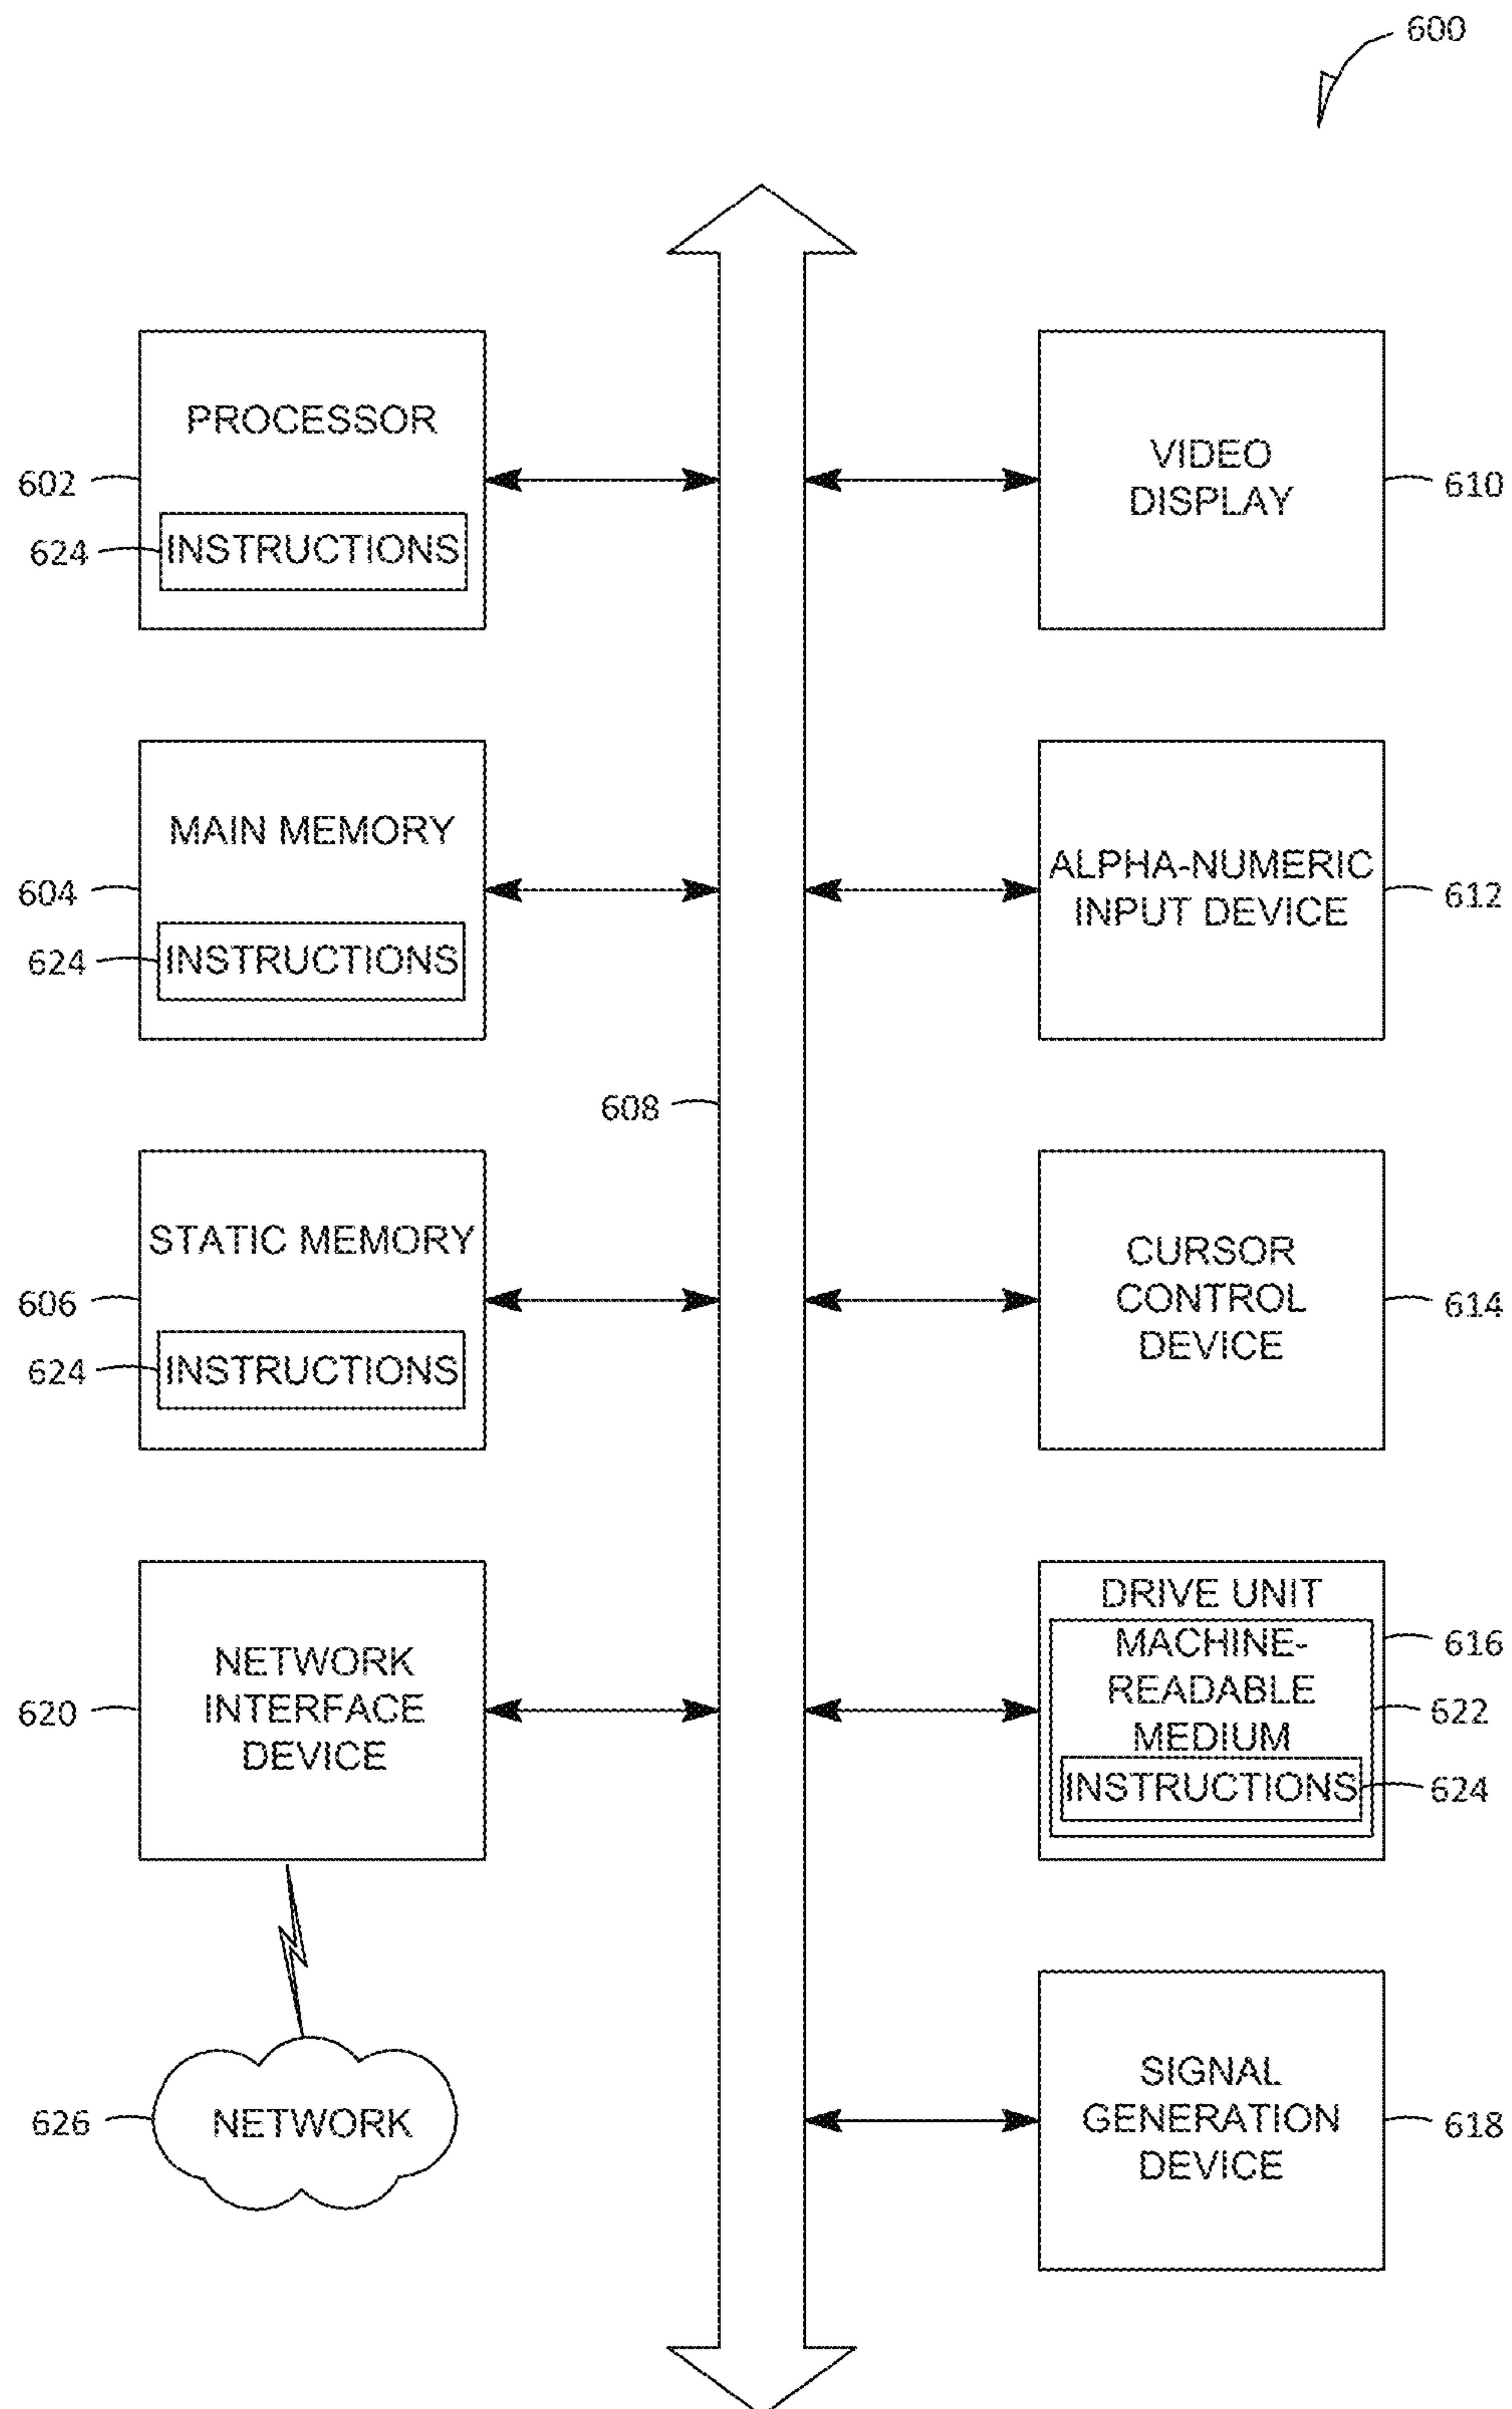 600
PROCESSOR
602
624
INSTRUCTIONS
VIDEO
DISPLAY
610
MAIN MEMORY
604
624
INSTRUCTIONS
ALPHA-NUMERIC
INPUT DEVICE
612
608
STATIC MEMORY
606
624
INSTRUCTIONS
CURSOR
CONTROL
DEVICE
614
NETWORK
INTERFACE
DEVICE
620
DRIVE UNIT
616
MACHINE-
READABLE
MEDIUM
622
INSTRUCTIONS
624
NETWORK
626
SIGNAL
GENERATION
DEVICE
618